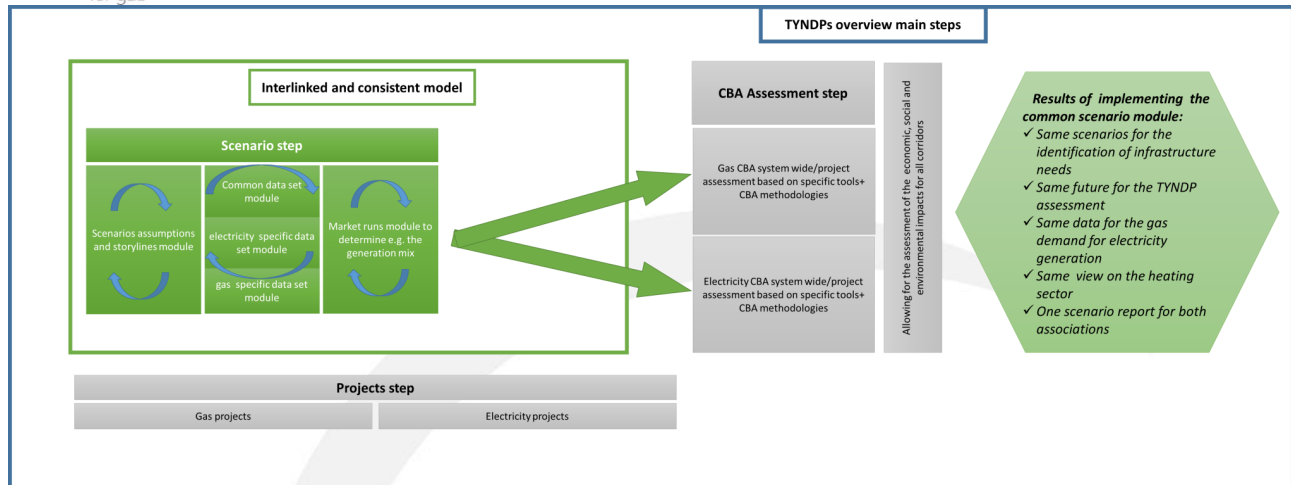 TYNDPs overview main steps
Interlinked and consistent model
Scenario step
Scenarios assumptions
and storylines module
Common data set
module
electricity specific data
set module
gas specific data set
module
Market runs module to
determine e.g. the
generation mix
CBA Assessment step
Gas CBA system wide/project
assessment based on specific tools+
CBA methodologies
Electricity CBA system wide/project
assessment based on specific tools+
CBA methodologies
Allowing for the assessment of the economic, social and
environmental impacts for all corridors
Results of implementing the
common scenario module:
✓ Same scenarios for the
identification of infrastructure
needs
✓ Same future for the TYNDP
assessment
✓ Same data for the gas
demand for electricity
generation
✓ Same view on the heating
sector
✓ One scenario report for both
associations
Projects step
Gas projects
Electricity projects